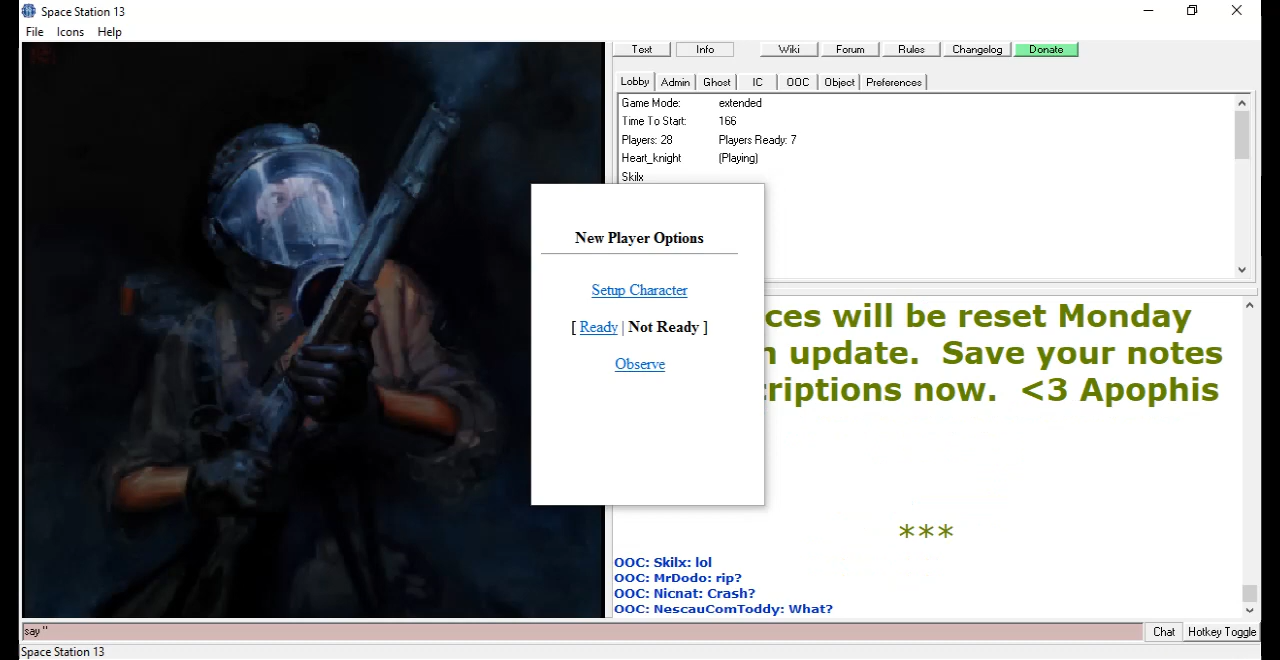 Space Station 13
File Icons Help
Text Info Wiki Forum Rules Changelog Donate
Lobby Admin Ghost IC OOC Object Preferences
Game Mode: extended
Time To Start: 166
Players: 28 Players Ready: 7
Heart_knight (Playing)
Skilx
New Player Options
Setup Character
[ Ready | Not Ready ]
Observe
ces will be reset Monday
update. Save your notes
criptions now. <3 Apophis
***
OOC: Skilx: lol
OOC: MrDodo: rip?
OOC: Nicnat: Crash?
OOC: NescauComToddy: What?
say "
Chat Hotkey Toggle
Space Station 13